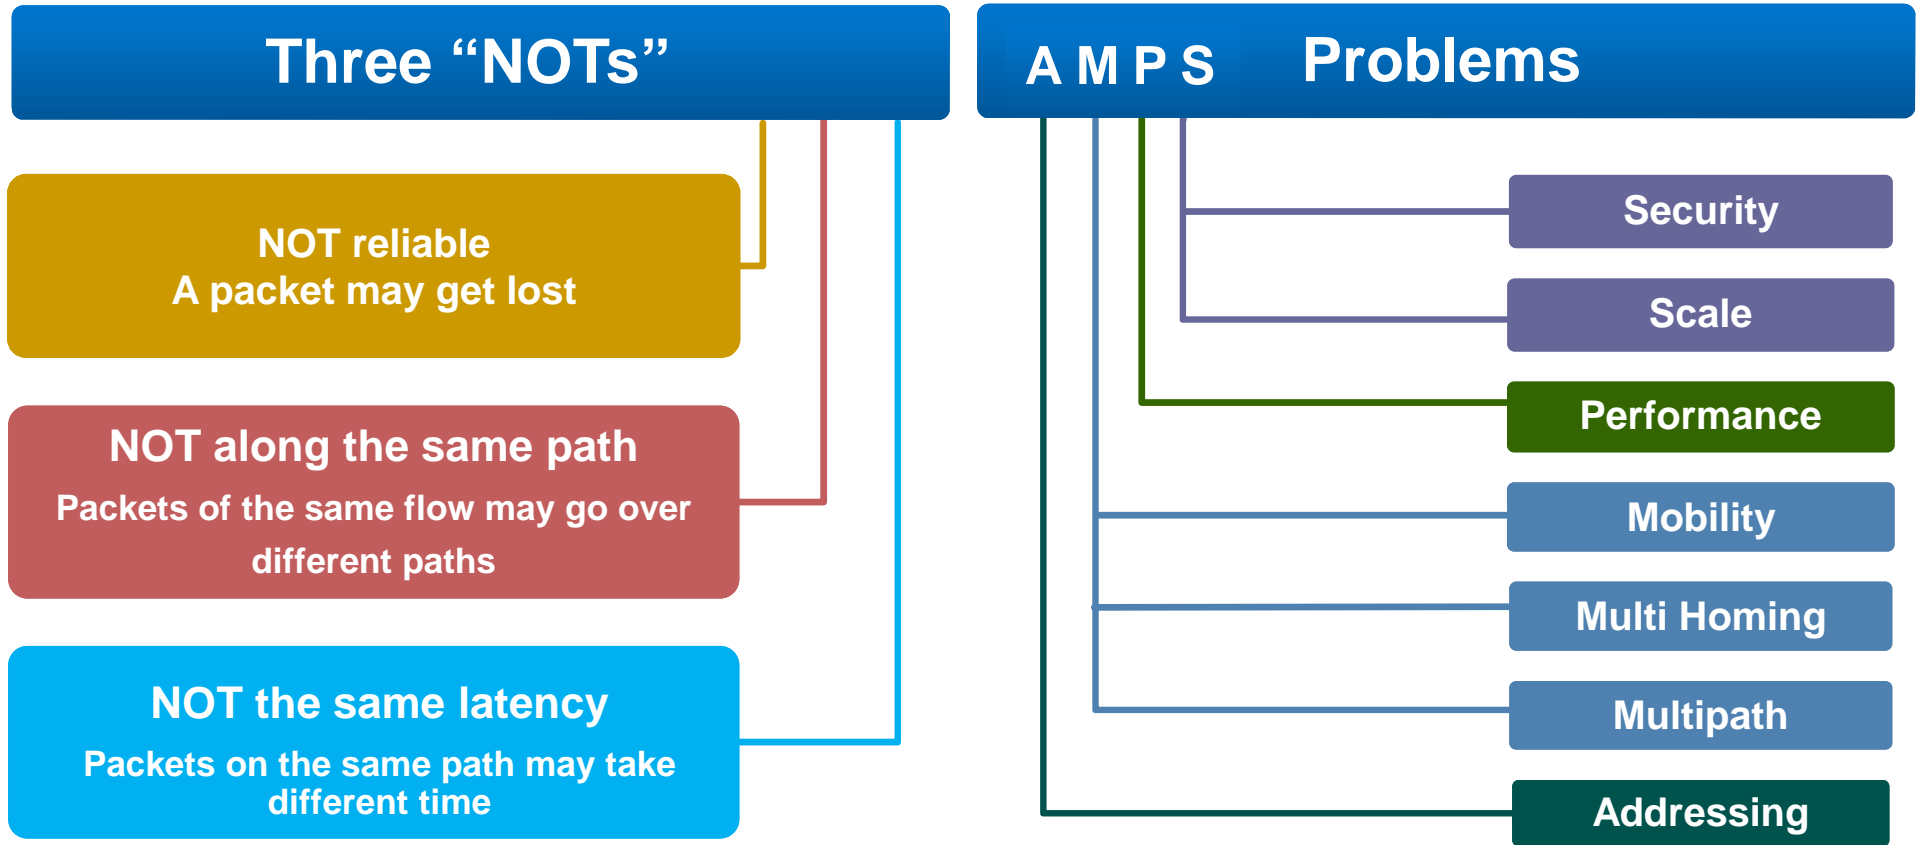 Three “NOTs”
NOT reliable
A packet may get lost
NOT along the same path
Packets of the same flow may go over
different paths
NOT the same latency
Packets on the same path may take
different time
A M P S Problems
Security
Scale
Performance
Mobility
Multi Homing
Multipath
Addressing